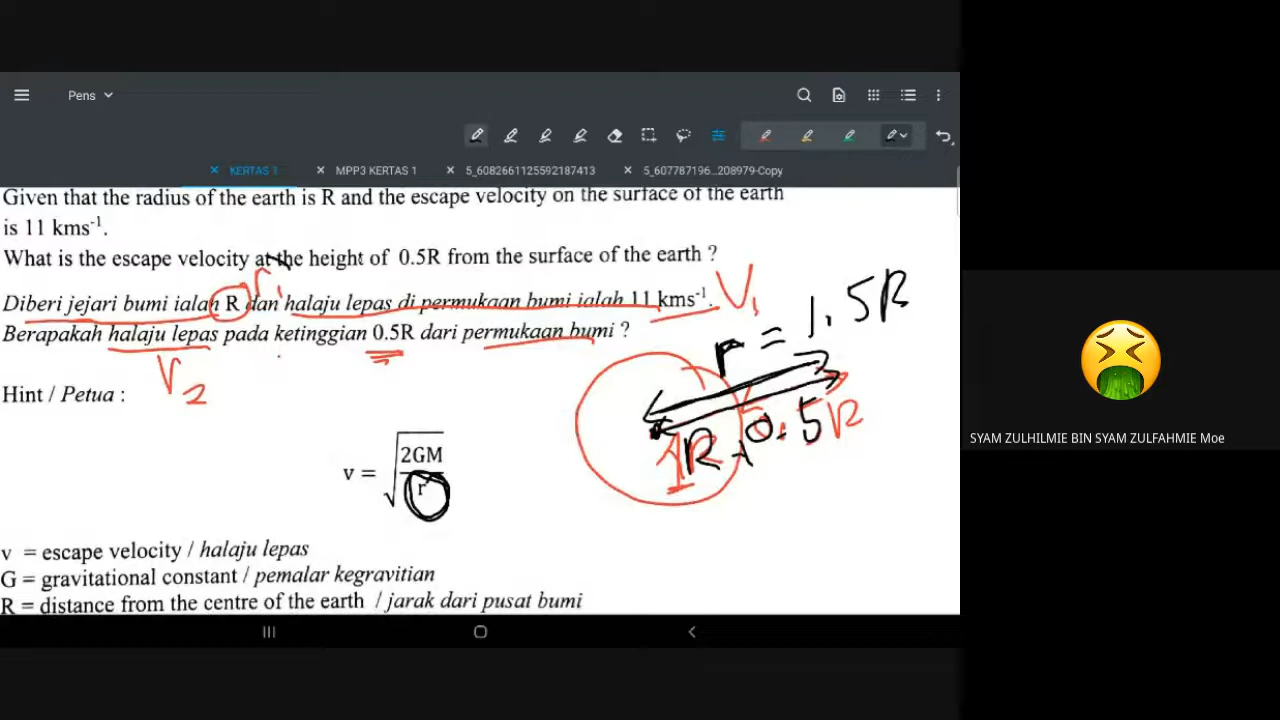 Pens
KERTAS 1
MPP3 KERTAS 1
5_6082661125592187413
5_607787196...208979-Copy
Given that the radius of the earth is R and the escape velocity on the surface of the earth
is 11 kms⁻¹.
What is the escape velocity at the height of 0.5R from the surface of the earth ?
r₁
V₁
Diberi jejari bumi ialah R dan halaju lepas di permukaan bumi ialah 11 kms⁻¹.
Berapakah halaju lepas pada ketinggian 0.5R dari permukaan bumi ?
r = 1.5R
V₂
Hint / Petua :
R + 0.5R
v = √(2GM/r)
v = escape velocity / halaju lepas
G = gravitational constant / pemalar kegravitian
R = distance from the centre of the earth / jarak dari pusat bumi
SYAM ZULHILMIE BIN SYAM ZULFAHMIE Moe